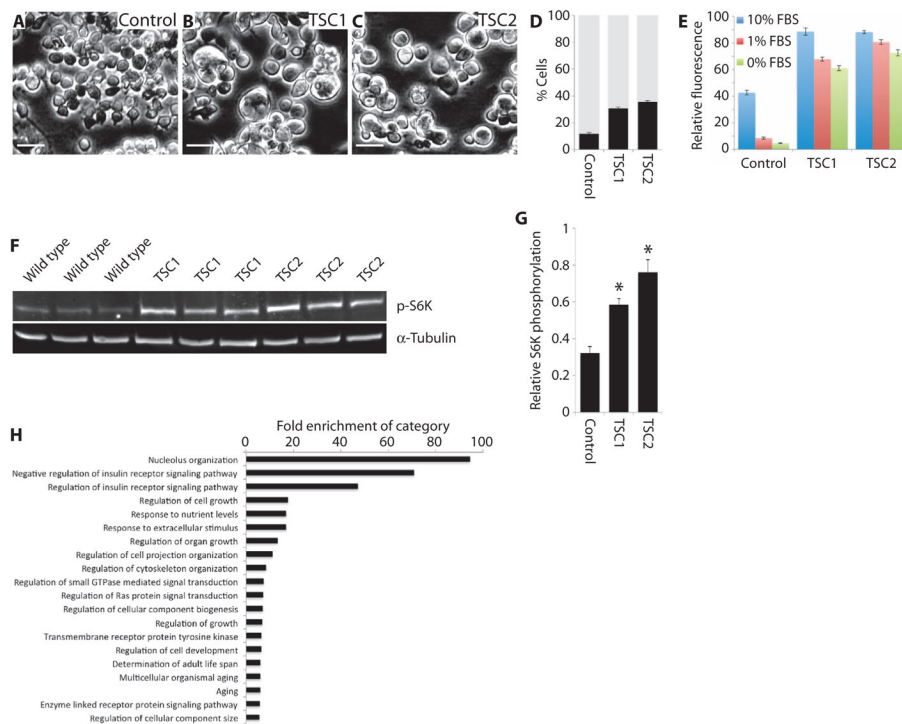 A Control
B TSC1
C TSC2
D
% Cells
100
80
60
40
20
0
Control
TSC1
TSC2
E
Relative fluorescence
10% FBS
1% FBS
0% FBS
100
80
60
40
20
0
Control TSC1 TSC2
F
Wild type Wild type Wild type TSC1 TSC1 TSC1 TSC2 TSC2 TSC2
p-S6K
α-Tubulin
G
Relative S6K phosphorylation
1
0.8
0.6
0.4
0.2
0
Control
TSC1
TSC2
*
*
H
Fold enrichment of category
0 20 40 60 80 100
Nucleolus organization
Negative regulation of insulin receptor signaling pathway
Regulation of insulin receptor signaling pathway
Regulation of cell growth
Response to nutrient levels
Response to extracellular stimulus
Regulation of organ growth
Regulation of cell projection organization
Regulation of cytoskeleton organization
Regulation of small GTPase mediated signal transduction
Regulation of Ras protein signal transduction
Regulation of cellular component biogenesis
Regulation of growth
Transmembrane receptor protein tyrosine kinase
Regulation of cell development
Determination of adult life span
Multicellular organismal aging
Aging
Enzyme linked receptor protein signaling pathway
Regulation of cellular component size